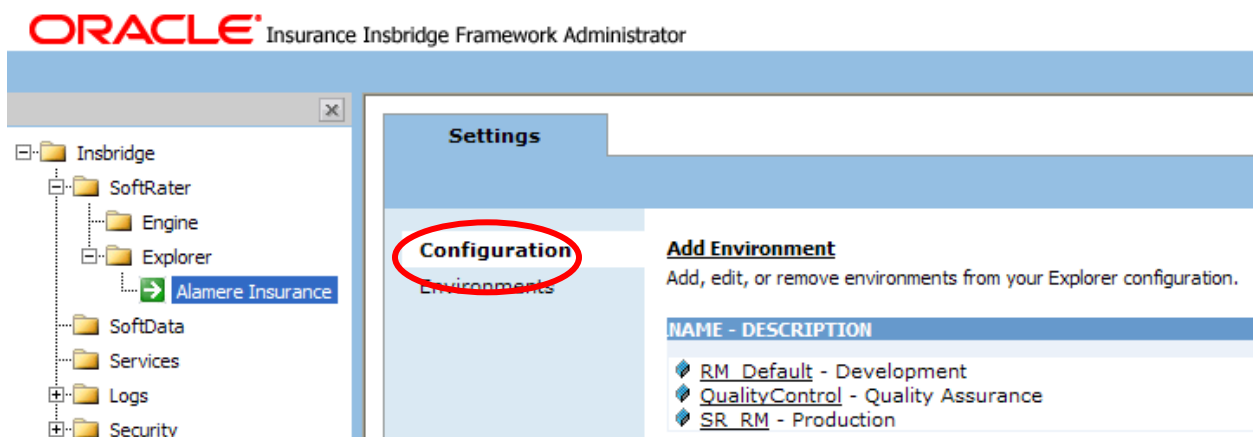 ORACLE Insurance Insbridge Framework Administrator
Insbridge
SoftRater
Engine
Explorer
Alamere Insurance
SoftData
Services
Logs
Security
Settings
Configuration
Environments
Add Environment
Add, edit, or remove environments from your Explorer configuration.
NAME - DESCRIPTION
RM_Default - Development
QualityControl - Quality Assurance
SR_RM - Production